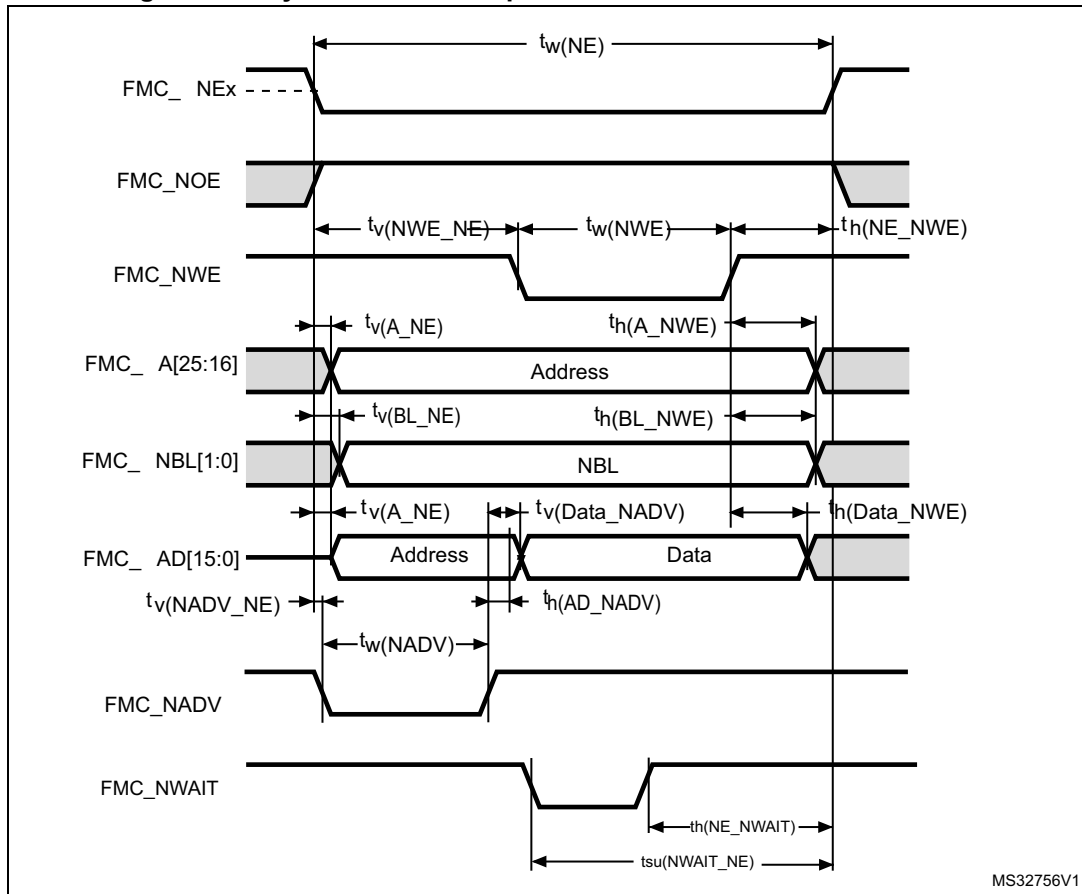 tw(NE)
FMC_ NEx
FMC_NOE
tv(NWE_NE) tw(NWE) th(NE_NWE)
FMC_NWE
tv(A_NE) th(A_NWE)
FMC_ A[25:16] Address
tv(BL_NE) th(BL_NWE)
FMC_ NBL[1:0] NBL
tv(A_NE) tv(Data_NADV) th(Data_NWE)
FMC_ AD[15:0] Address Data
tv(NADV_NE) th(AD_NADV)
tw(NADV)
FMC_NADV
FMC_NWAIT
th(NE_NWAIT)
tsu(NWAIT_NE)
MS32756V1